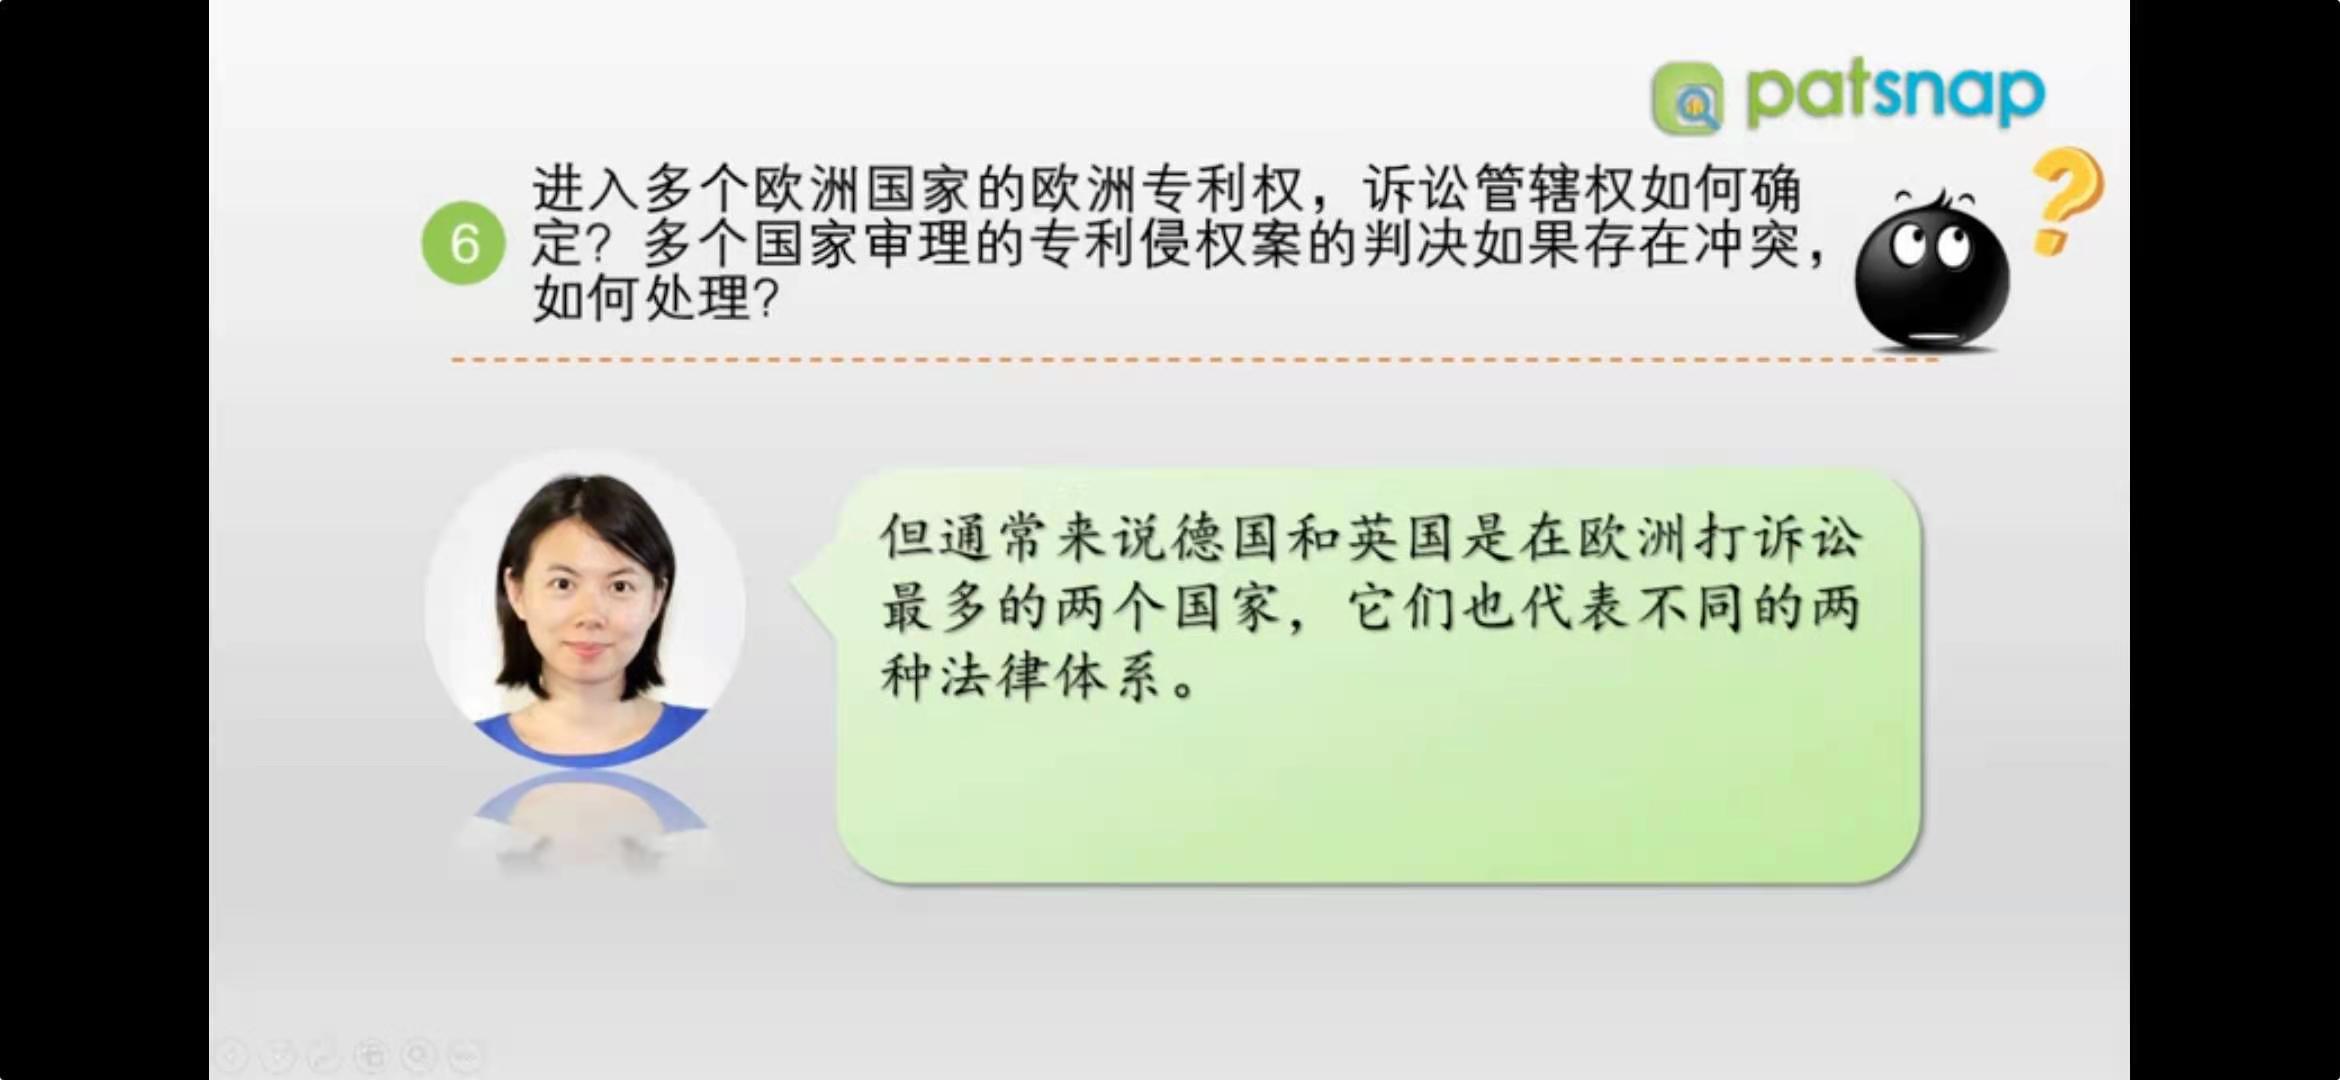 patsnap
6
进入多个欧洲国家的欧洲专利权，诉讼管辖权如何确
定？多个国家审理的专利侵权案的判决如果存在冲突，
如何处理？
但通常来说德国和英国是在欧洲打诉讼
最多的两个国家，它们也代表不同的两
种法律体系。